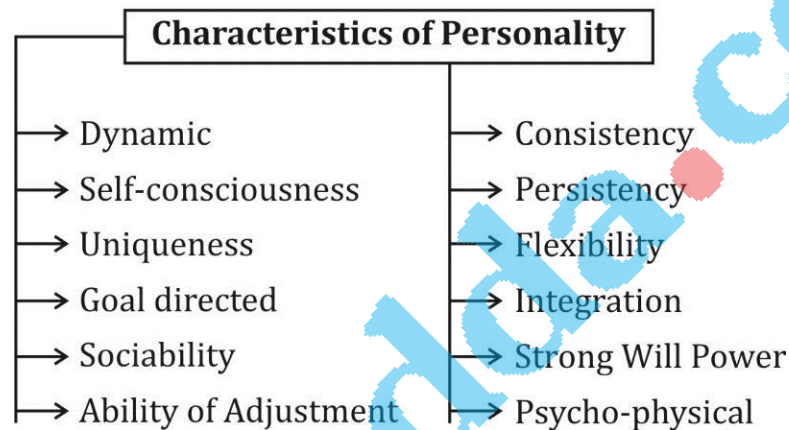 Characteristics of Personality
Dynamic
Self-consciousness
Uniqueness
Goal directed
Sociability
Ability of Adjustment
Consistency
Persistency
Flexibility
Integration
Strong Will Power
Psycho-physical
dda.c